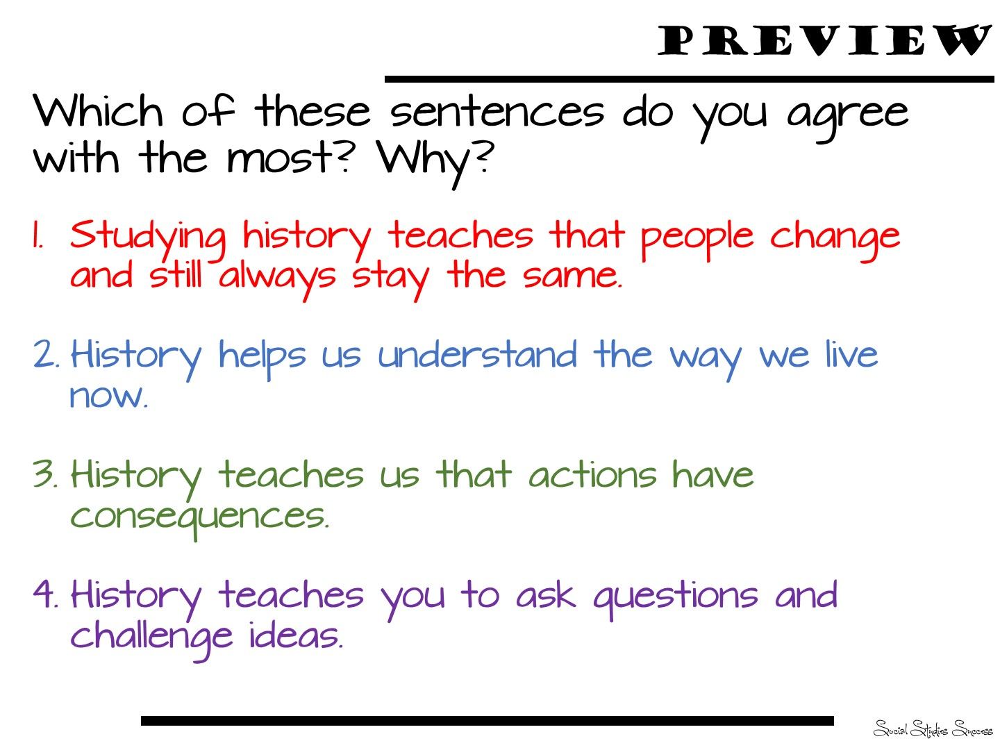 PREVIEW
Which of these sentences do you agree
with the most? Why?
1. Studying history teaches that people change
and still always stay the same.
2. History helps us understand the way we live
now.
3. History teaches us that actions have
consequences.
4. History teaches you to ask questions and
challenge ideas.
Social Studies Success